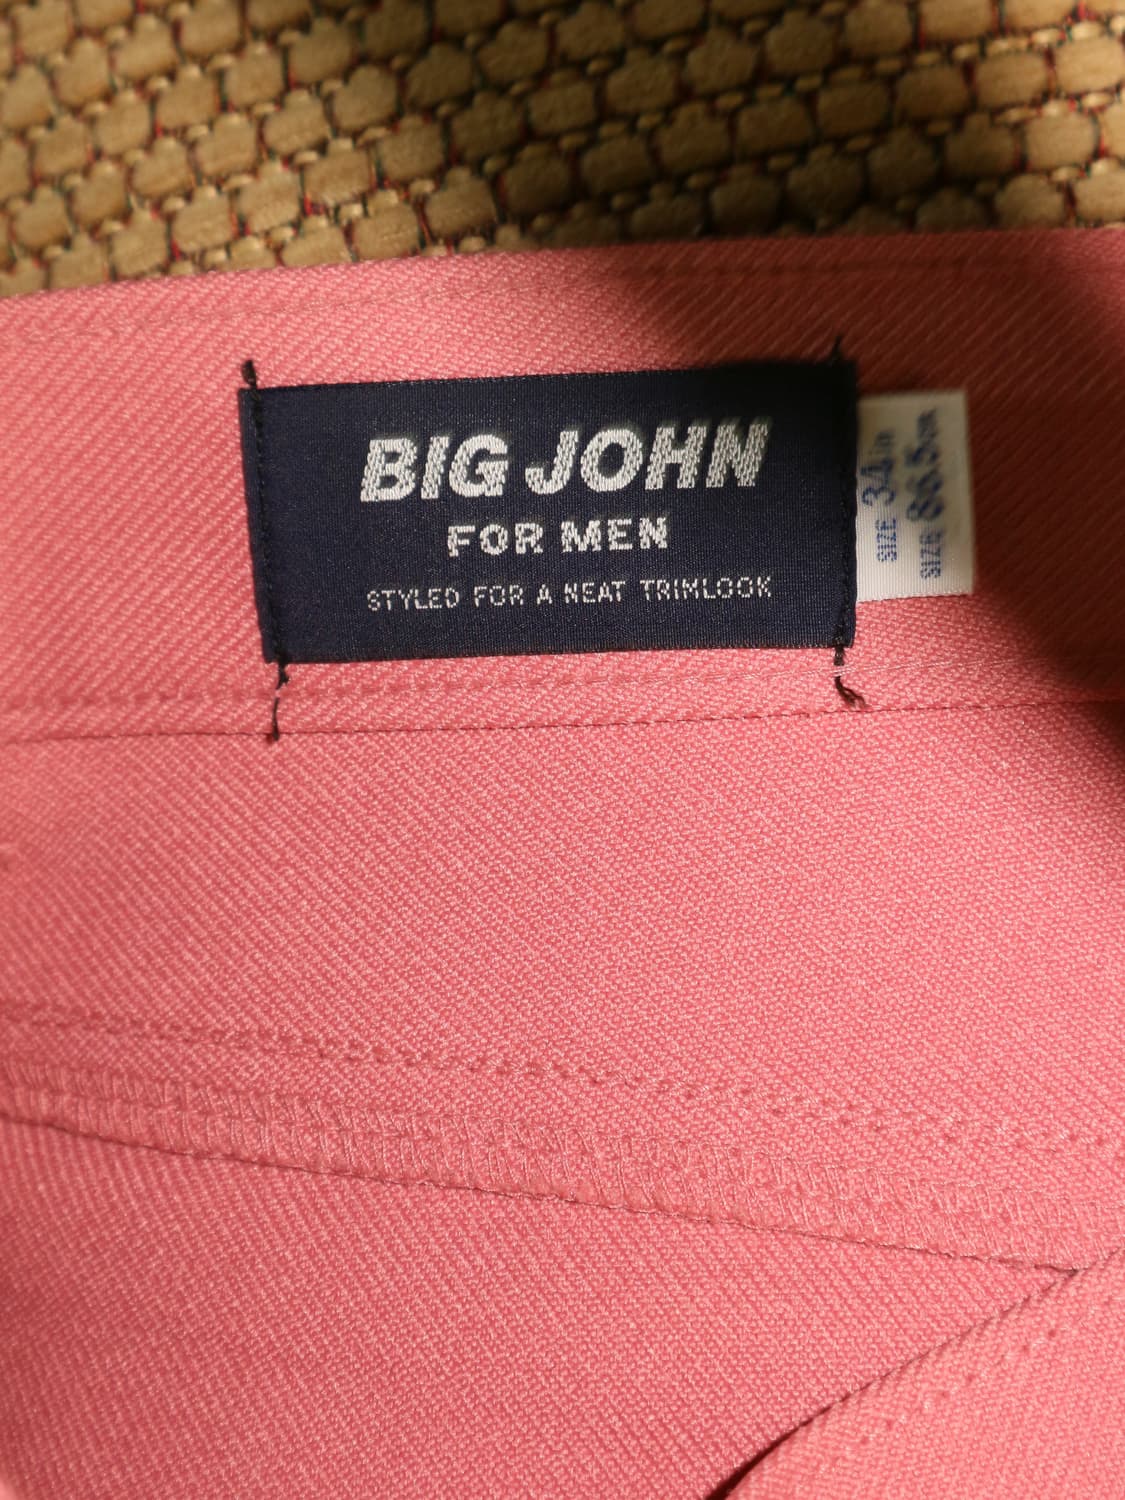 BIG JOHN
FOR MEN
STYLED FOR A NEAT TRIMLOOK
SIZE 34in
SIZE 86.5cm